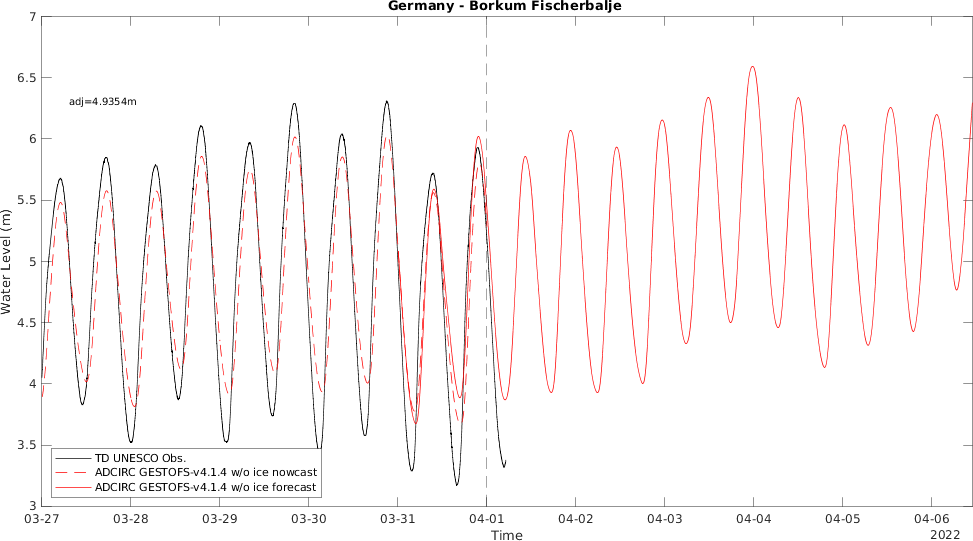 Germany - Borkum Fischerbalje
7
6.5
adj=4.9354m
6
5.5
5
4.5
4
3.5
3
Water Level (m)
TD UNESCO Obs.
ADCIRC GESTOFS-v4.1.4 w/o ice nowcast
ADCIRC GESTOFS-v4.1.4 w/o ice forecast
03-27 03-28 03-29 03-30 03-31 04-01 04-02 04-03 04-04 04-05 04-06
Time
2022